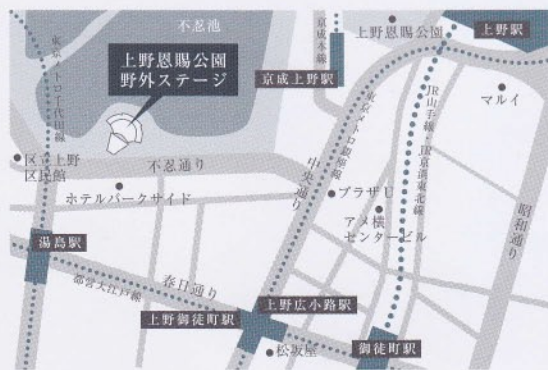 不忍池
上野恩賜公園
野外ステージ
京成本線
上野恩賜公園
上野駅
京成上野駅
マルイ
東京メトロ千代田線
東京メトロ銀座線
JR山手線・JR京浜東北線
区立上野
区民館
不忍通り
ホテルパークサイド
中央通り
プラザU
アメ横
センタービル
昭和通り
湯島駅
春日通り
都営大江戸線
上野広小路駅
上野御徒町駅
御徒町駅
松坂屋